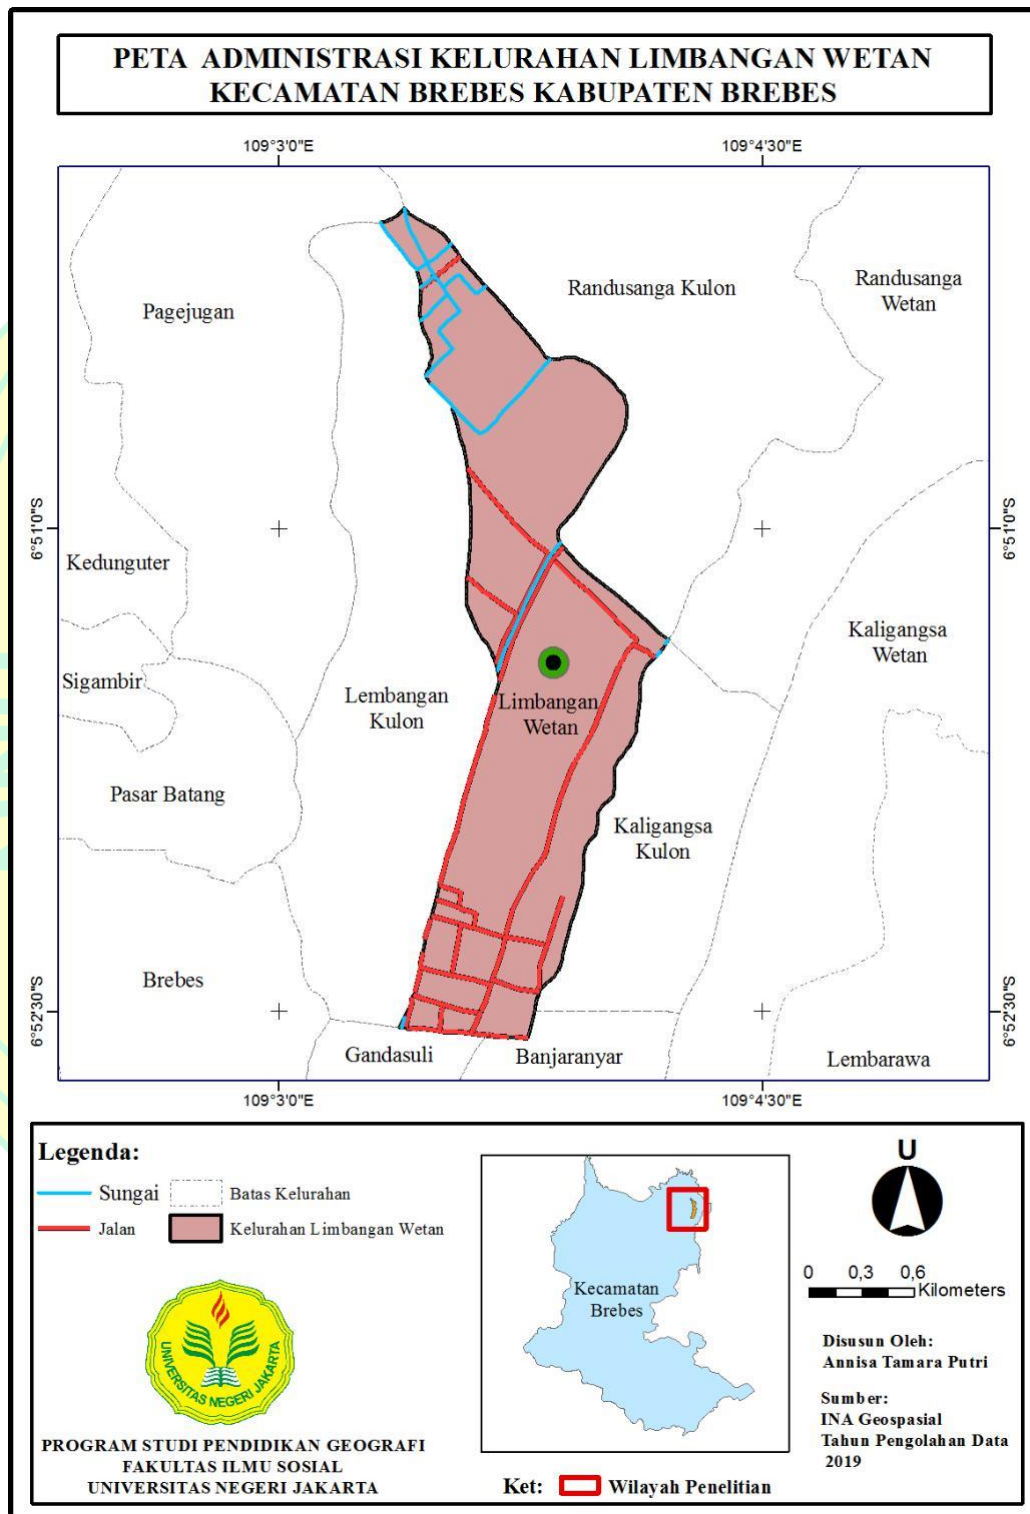 PETA ADMINISTRASI KELURAHAN LIMBANGAN WETAN
KECAMATAN BREBES KABUPATEN BREBES
109°3'0"E
109°4'30"E
Randusanga Kulon
Randusanga
Wetan
Pagejugan
6°51'0"S
6°51'0"S
Kedunguter
Kaligangsa
Wetan
Sigambir
Lembangan
Kulon
Limbangan
Wetan
Pasar Batang
Kaligangsa
Kulon
Brebes
6°52'30"S
6°52'30"S
Gandasuli
Banjaranyar
Lembarawa
109°3'0"E
109°4'30"E
Legenda:
Sungai
Batas Kelurahan
Jalan
Kelurahan Limbangan Wetan
UNIVERSITAS NEGERI JAKARTA
PROGRAM STUDI PENDIDIKAN GEOGRAFI
FAKULTAS ILMU SOSIAL
UNIVERSITAS NEGERI JAKARTA
Kecamatan
Brebes
Ket: Wilayah Penelitian
U
0 0,3 0,6
Kilometers
Disusun Oleh:
Annisa Tamara Putri
Sumber:
INA Geospasial
Tahun Pengolahan Data
2019